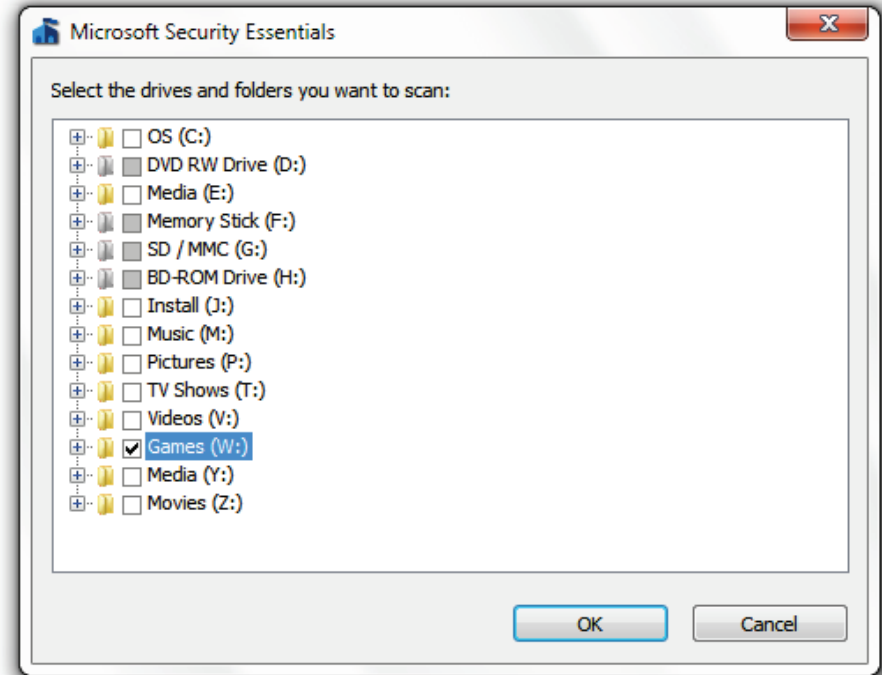 Microsoft Security Essentials
Select the drives and folders you want to scan:
OS (C:)
DVD RW Drive (D:)
Media (E:)
Memory Stick (F:)
SD / MMC (G:)
BD-ROM Drive (H:)
Install (J:)
Music (M:)
Pictures (P:)
TV Shows (T:)
Videos (V:)
Games (W:)
Media (Y:)
Movies (Z:)
OK Cancel